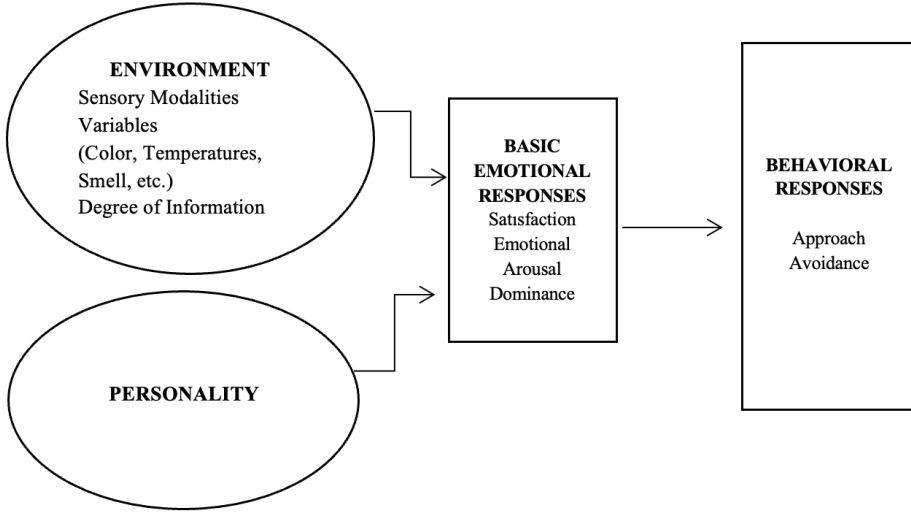 ENVIRONMENT
Sensory Modalities
Variables
(Color, Temperatures,
Smell, etc.)
Degree of Information
PERSONALITY
BASIC
EMOTIONAL
RESPONSES
Satısfaction
Emotional
Arousal
Dominance
BEHAVIORAL
RESPONSES
Approach
Avoidance